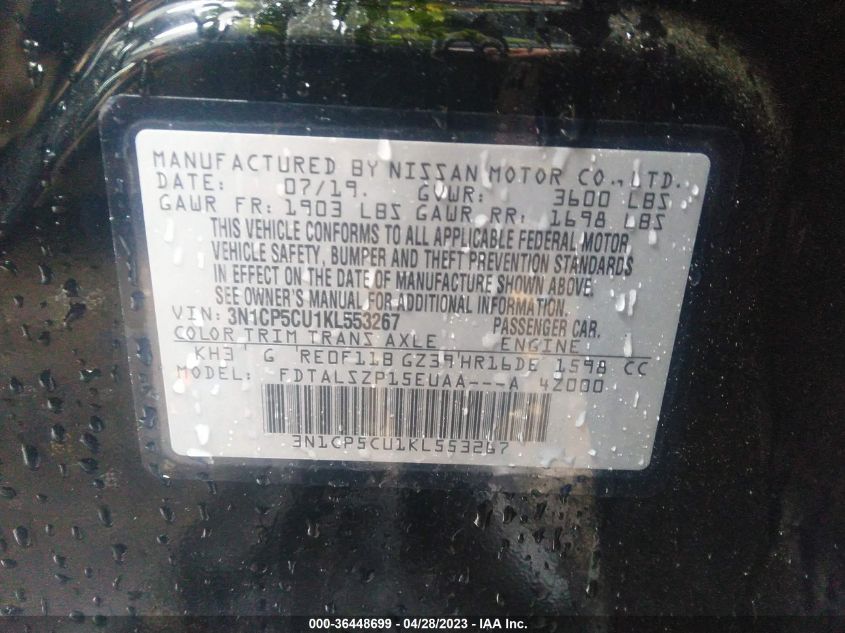 MANUFACTURED BY NISSAN MOTOR CO.,LTD.
DATE: 07/19. GVWR: 3600 LBS
GAWR FR: 1903 LBS GAWR RR: 1698 LBS
THIS VEHICLE CONFORMS TO ALL APPLICABLE FEDERAL MOTOR
VEHICLE SAFETY, BUMPER AND THEFT PREVENTION STANDARDS
IN EFFECT ON THE DATE OF MANUFACTURE SHOWN ABOVE.
SEE OWNER'S MANUAL FOR ADDITIONAL INFORMATION.
VIN: 3N1CP5CU1KL553267 PASSENGER CAR.
COLOR TRIM TRANS AXLE ENGINE
KH3 G RE0F11B GZ39 HR16DE 1598 CC
MODEL: FDTALSZP15EUAA---A 4Z000
3N1CP5CU1KL553267
000-36448699 - 04/28/2023 - IAA Inc.